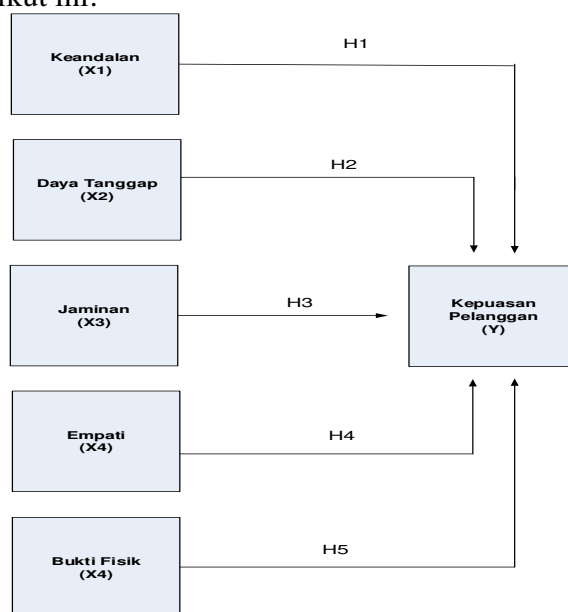 Keandalan
(X1)
H1
Daya Tanggap
(X2)
H2
Jaminan
(X3)
H3
Kepuasan
Pelanggan
(Y)
Empati
(X4)
H4
Bukti Fisik
(X4)
H5